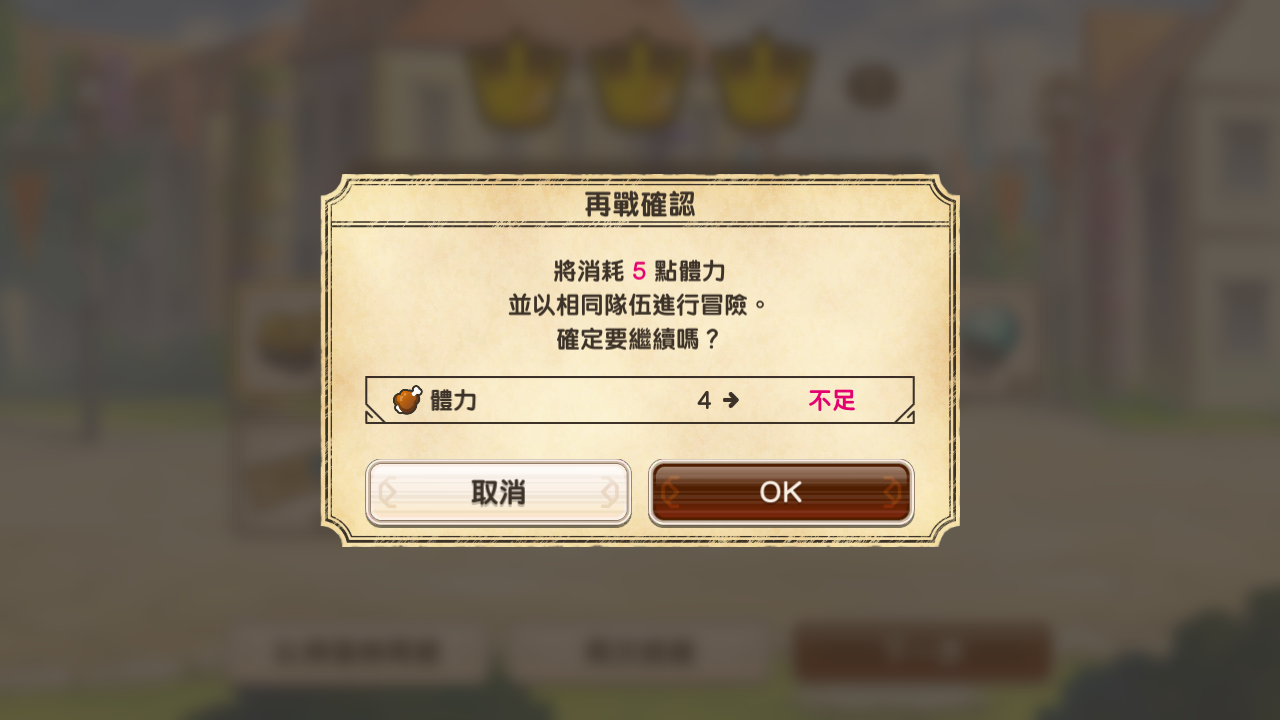 再戰確認
將消耗 5 點體力
並以相同隊伍進行冒險。
確定要繼續嗎？
體力 4 → 不足
取消 OK